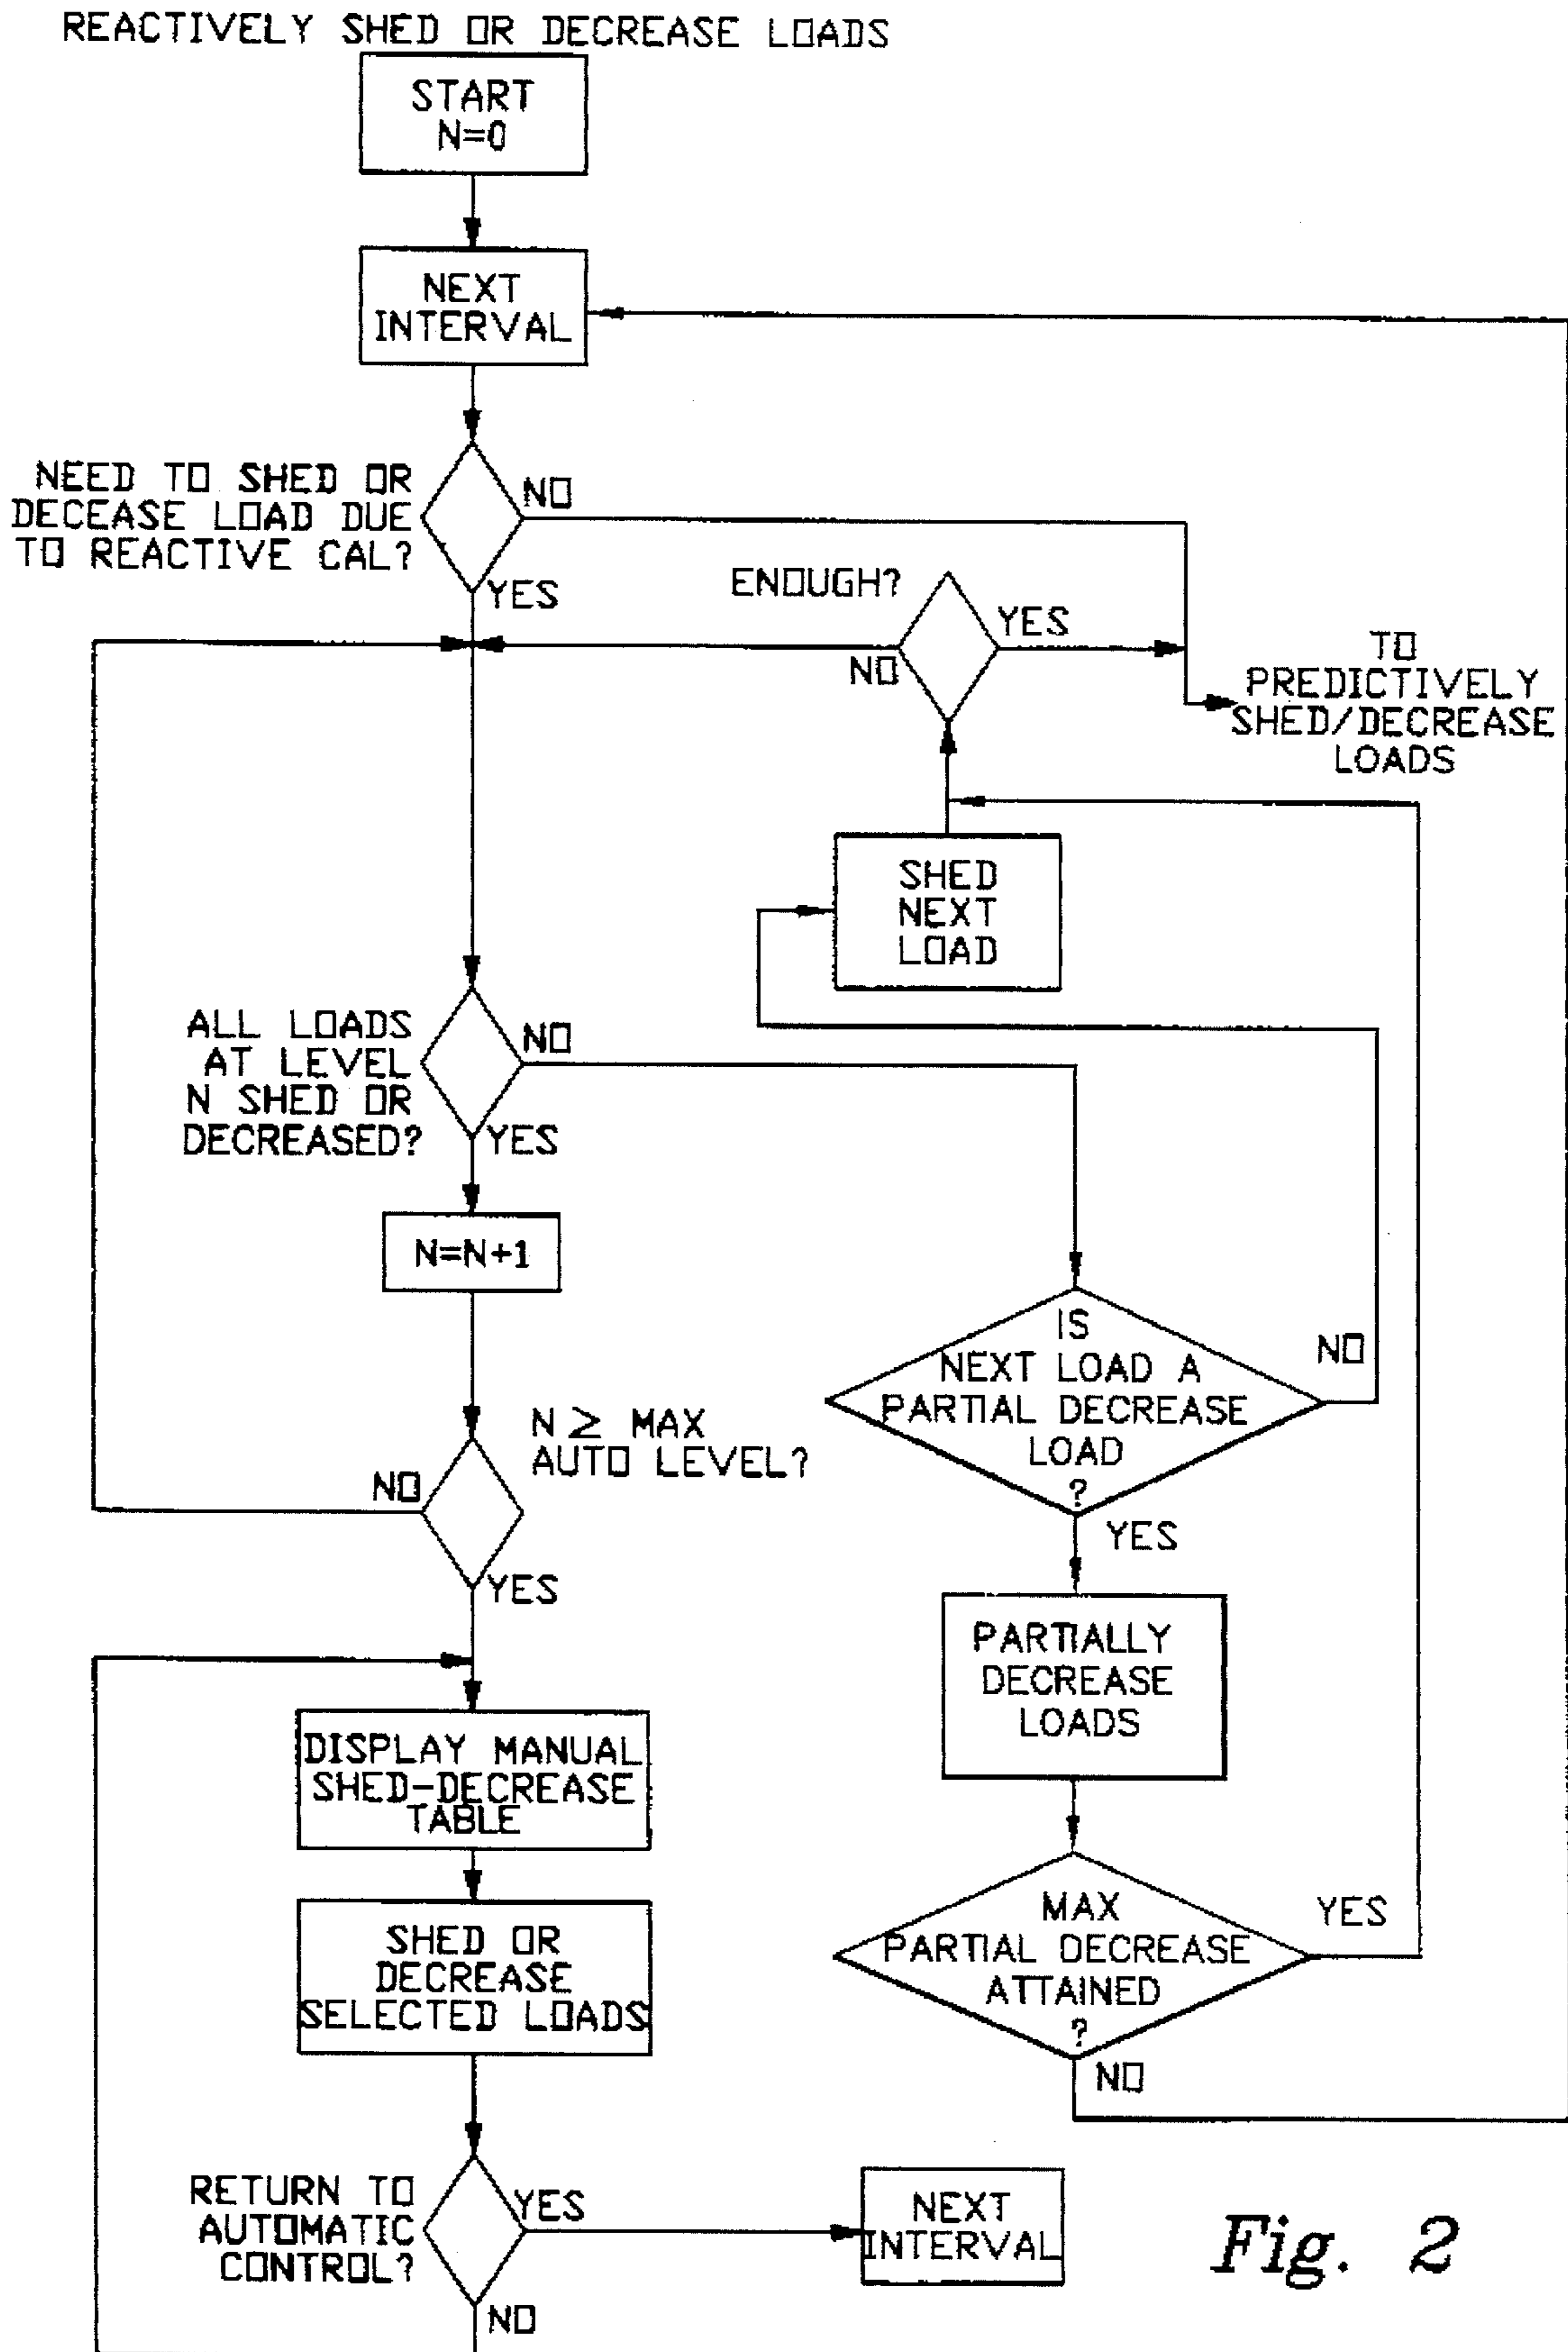 REACTIVELY SHED OR DECREASE LOADS
START
N=0
NEXT
INTERVAL
NEED TO SHED OR
DECEASE LOAD DUE
TO REACTIVE CAL?
NO
YES
ENOUGH?
YES
NO
TO
PREDICTIVELY
SHED/DECREASE
LOADS
SHED
NEXT
LOAD
ALL LOADS
AT LEVEL
N SHED OR
DECREASED?
NO
YES
N=N+1
IS
NEXT LOAD A
PARTIAL DECREASE
LOAD
?
NO
YES
N ≥ MAX
AUTO LEVEL?
NO
YES
PARTIALLY
DECREASE
LOADS
DISPLAY MANUAL
SHED-DECREASE
TABLE
MAX
PARTIAL DECREASE
ATTAINED
?
YES
NO
SHED OR
DECREASE
SELECTED LOADS
RETURN TO
AUTOMATIC
CONTROL?
YES
NO
NEXT
INTERVAL
Fig. 2